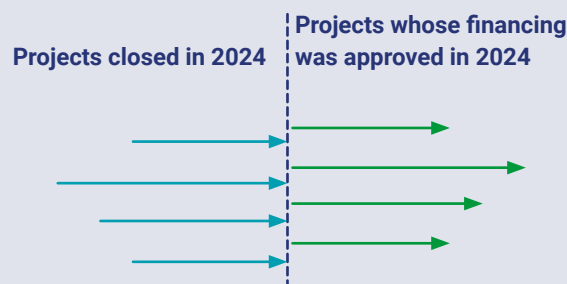 Projects closed in 2024
Projects whose financing
was approved in 2024